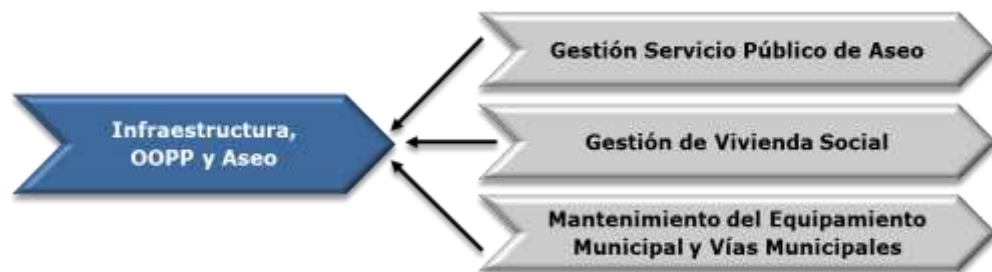 Infraestructura,
OOPP y Aseo
Gestión Servicio Público de Aseo
Gestión de Vivienda Social
Mantenimiento del Equipamiento
Municipal y Vías Municipales